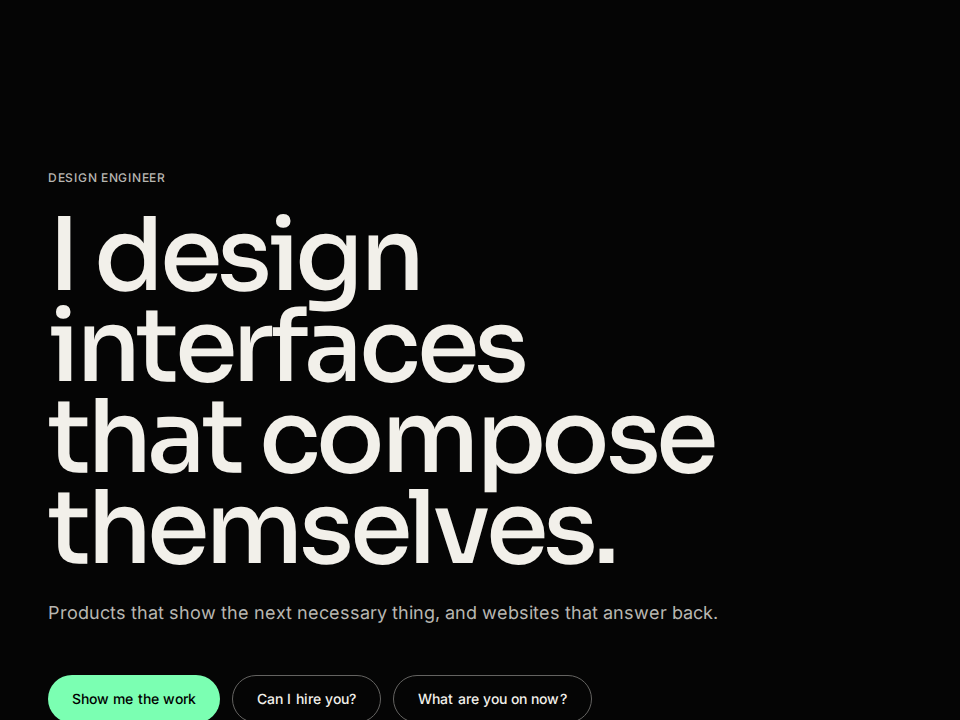 DESIGN ENGINEER
I design
interfaces
that compose
themselves.
Products that show the next necessary thing, and websites that answer back.
Show me the work
Can I hire you?
What are you on now?